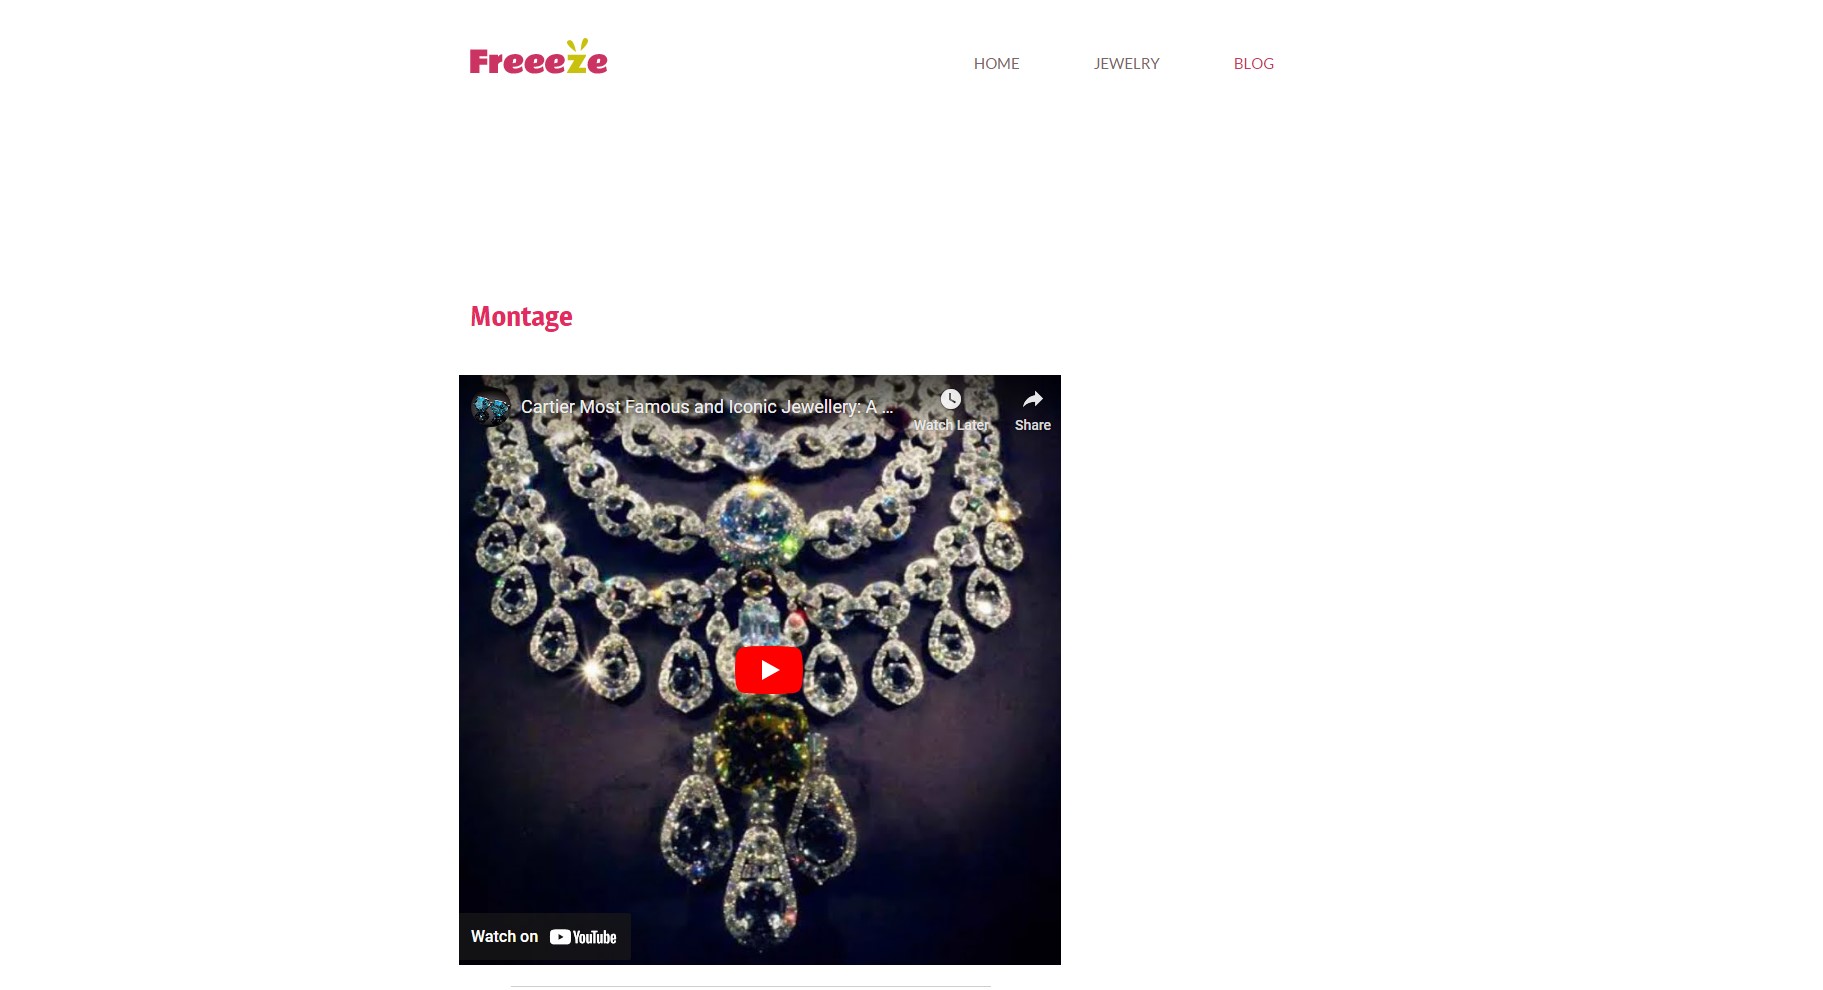 Freeeze
HOME JEWELRY BLOG
Montage
Cartier Most Famous and Iconic Jewellery: A ...
Watch Later Share
Watch on YouTube